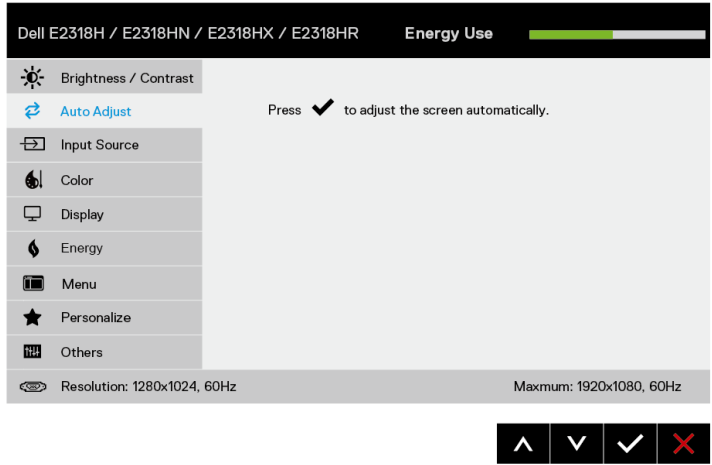 Dell E2318H / E2318HN / E2318HX / E2318HR Energy Use
Brightness / Contrast
Auto Adjust
Press ✔ to adjust the screen automatically.
Input Source
Color
Display
Energy
Menu
Personalize
Others
Resolution: 1280x1024, 60Hz Maxmum: 1920x1080, 60Hz